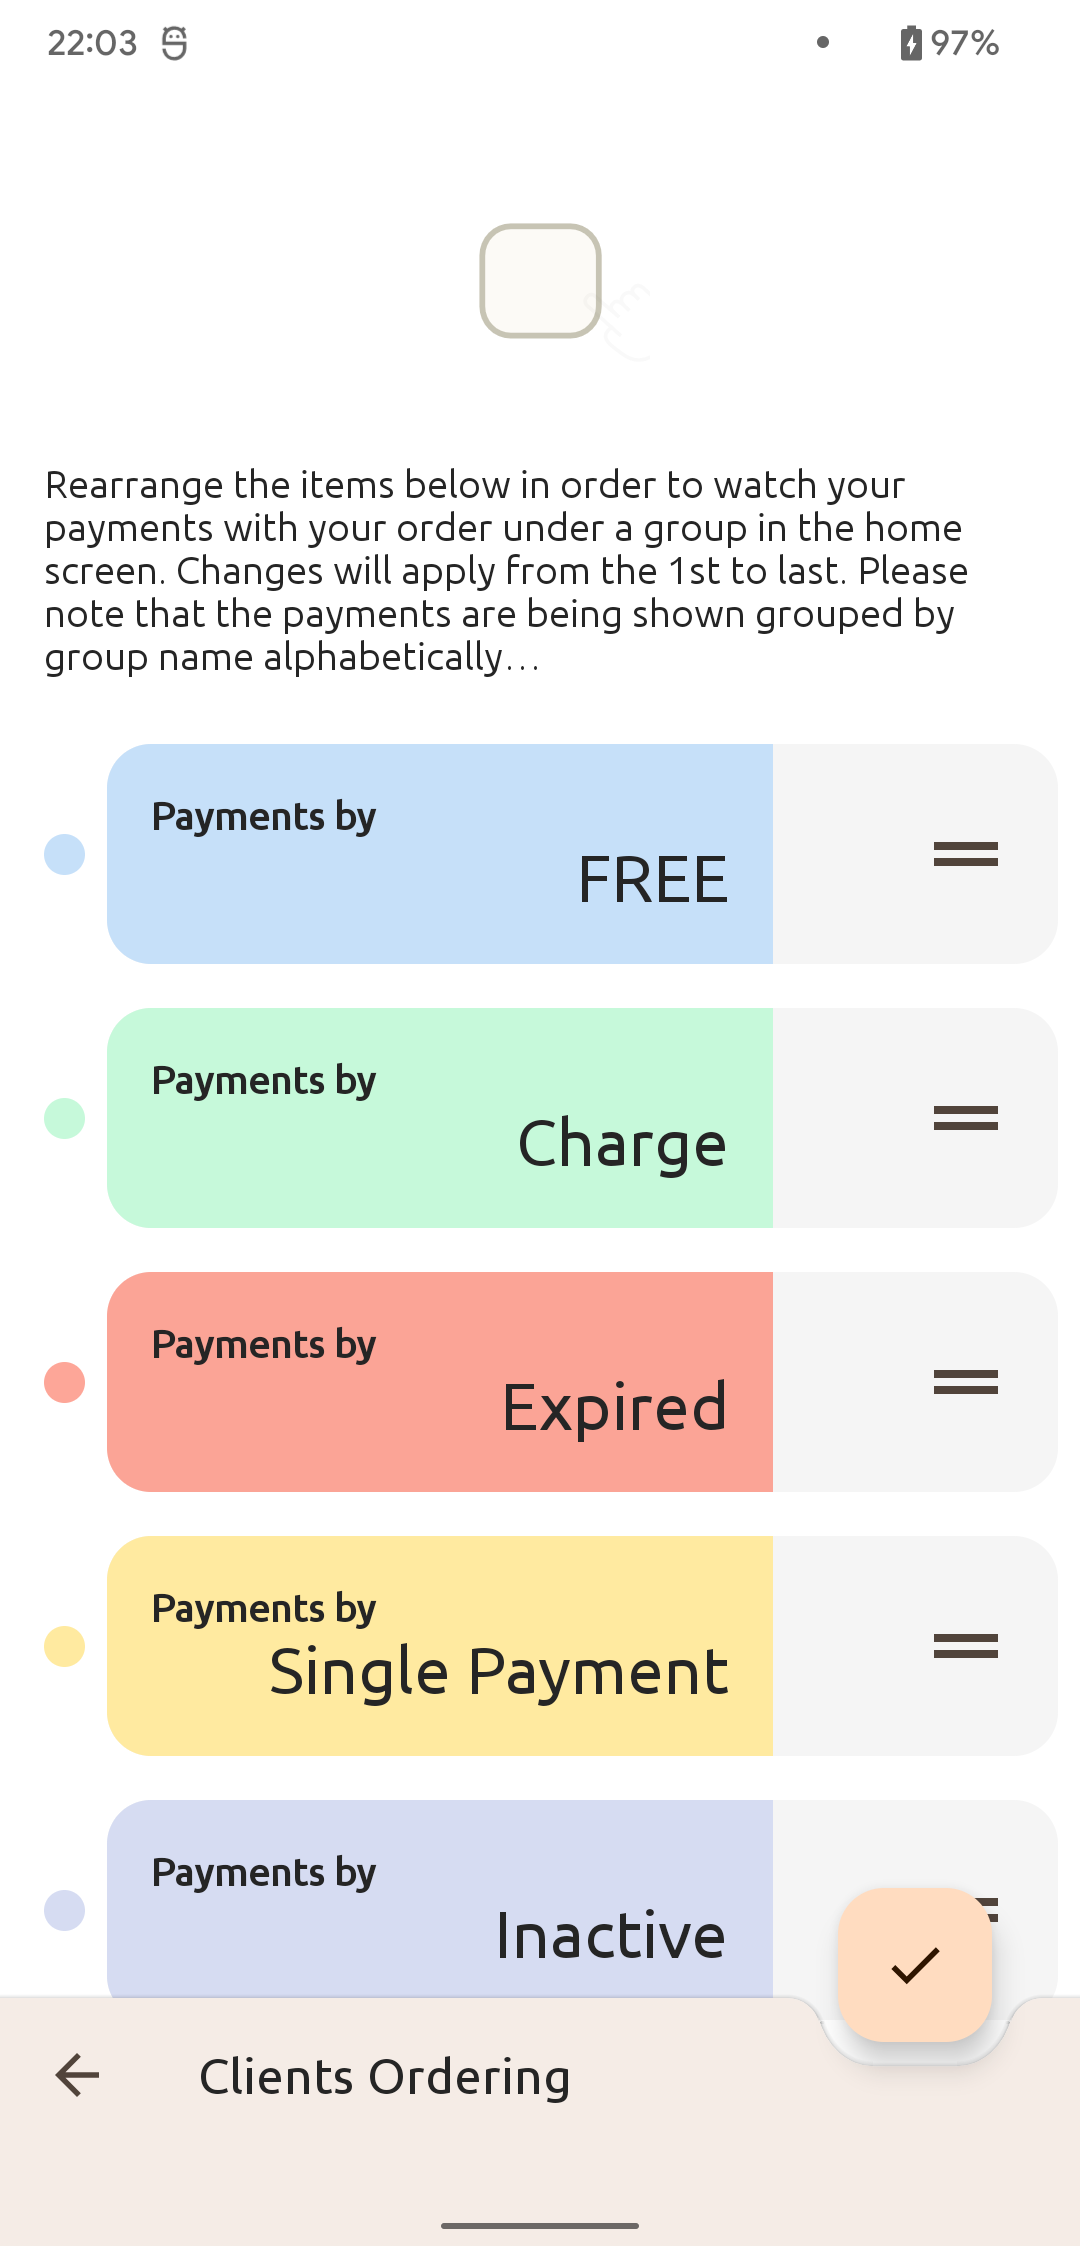 22:03
97%
Rearrange the items below in order to watch your
payments with your order under a group in the home
screen. Changes will apply from the 1st to last. Please
note that the payments are being shown grouped by
group name alphabetically...
Payments by
FREE
Payments by
Charge
Payments by
Expired
Payments by
Single Payment
Payments by
Inactive
Clients Ordering